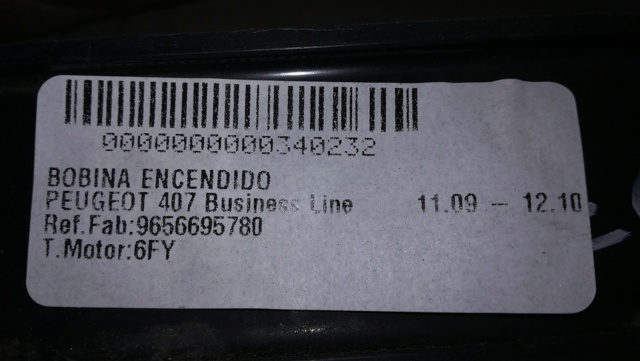 0000000000340232
BOBINA ENCENDIDO
PEUGEOT 407 Business Line 11.09 - 12.10
Ref.Fab:9656695780
T.Motor:6FY